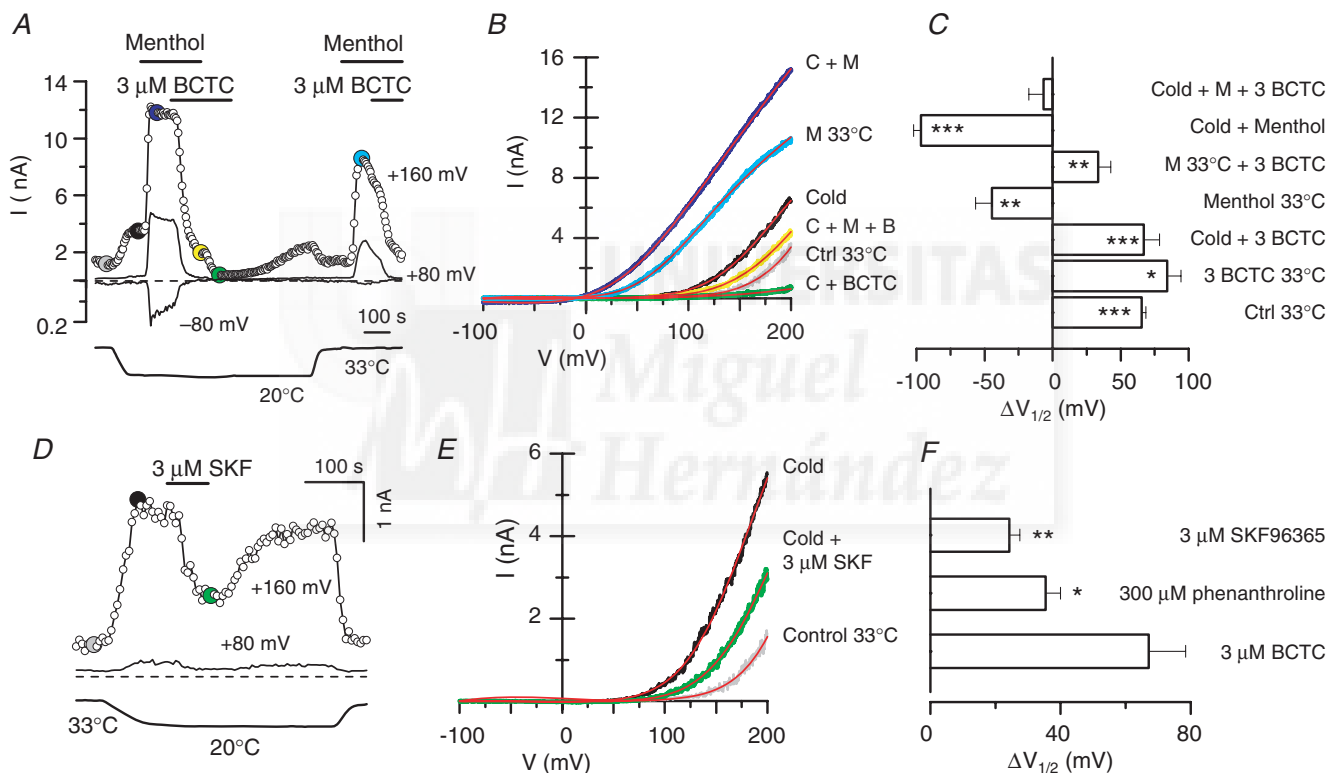 A
Menthol
Menthol
3 μM BCTC
3 μM BCTC
14
12
10
8
6
4
2
0
0.2
I (nA)
+160 mV
+80 mV
−80 mV
100 s
33°C
20°C
B
16
12
8
4
I (nA)
C + M
M 33°C
Cold
C + M + B
Ctrl 33°C
C + BCTC
-100
0
100
200
V (mV)
C
Cold + M + 3 BCTC
*** Cold + Menthol
** M 33°C + 3 BCTC
** Menthol 33°C
*** Cold + 3 BCTC
* 3 BCTC 33°C
*** Ctrl 33°C
-100 -50 0 50 100
ΔV1/2 (mV)
UNIVERSITAS
Miguel
Hernández
D
3 μM SKF
100 s
1 nA
+160 mV
+80 mV
33°C
20°C
E
6
4
2
I (nA)
Cold
Cold +
3 μM SKF
Control 33°C
-100
0
100
200
V (mV)
F
** 3 μM SKF96365
* 300 μM phenanthroline
3 μM BCTC
0 40 80
ΔV1/2 (mV)